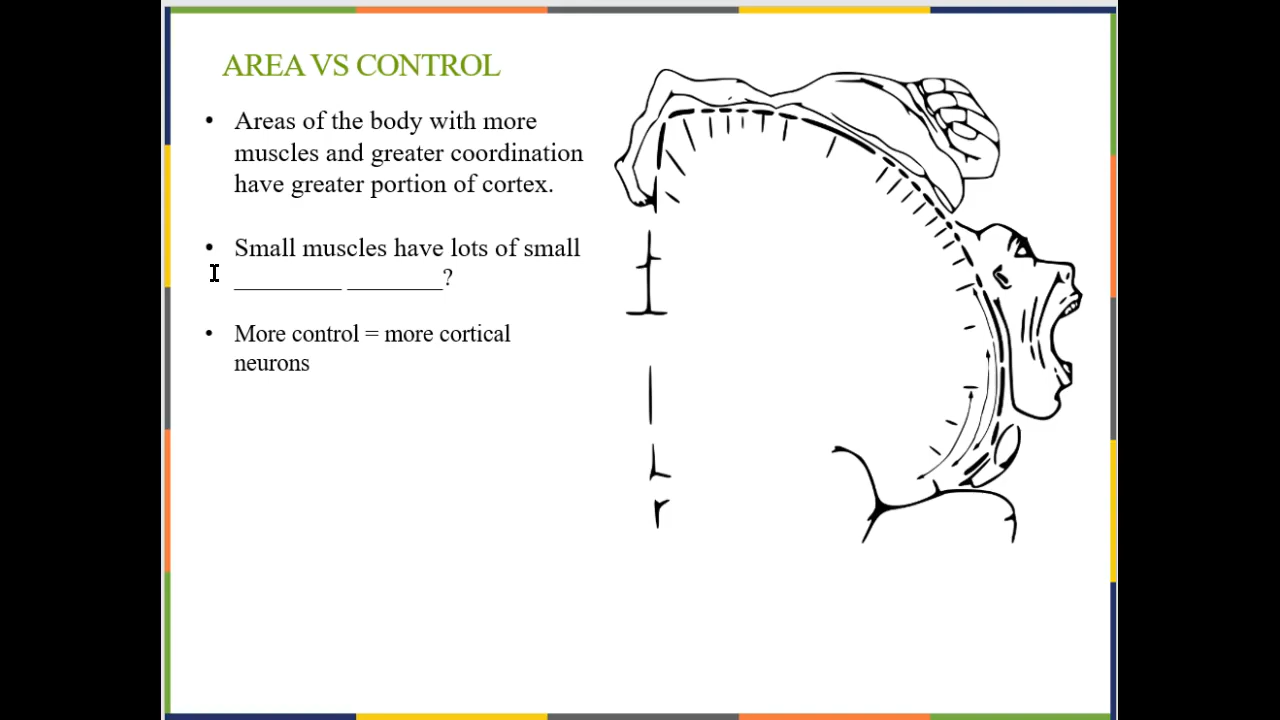 AREA VS CONTROL
• Areas of the body with more
muscles and greater coordination
have greater portion of cortex.
• Small muscles have lots of small
_________ ________?
• More control = more cortical
neurons